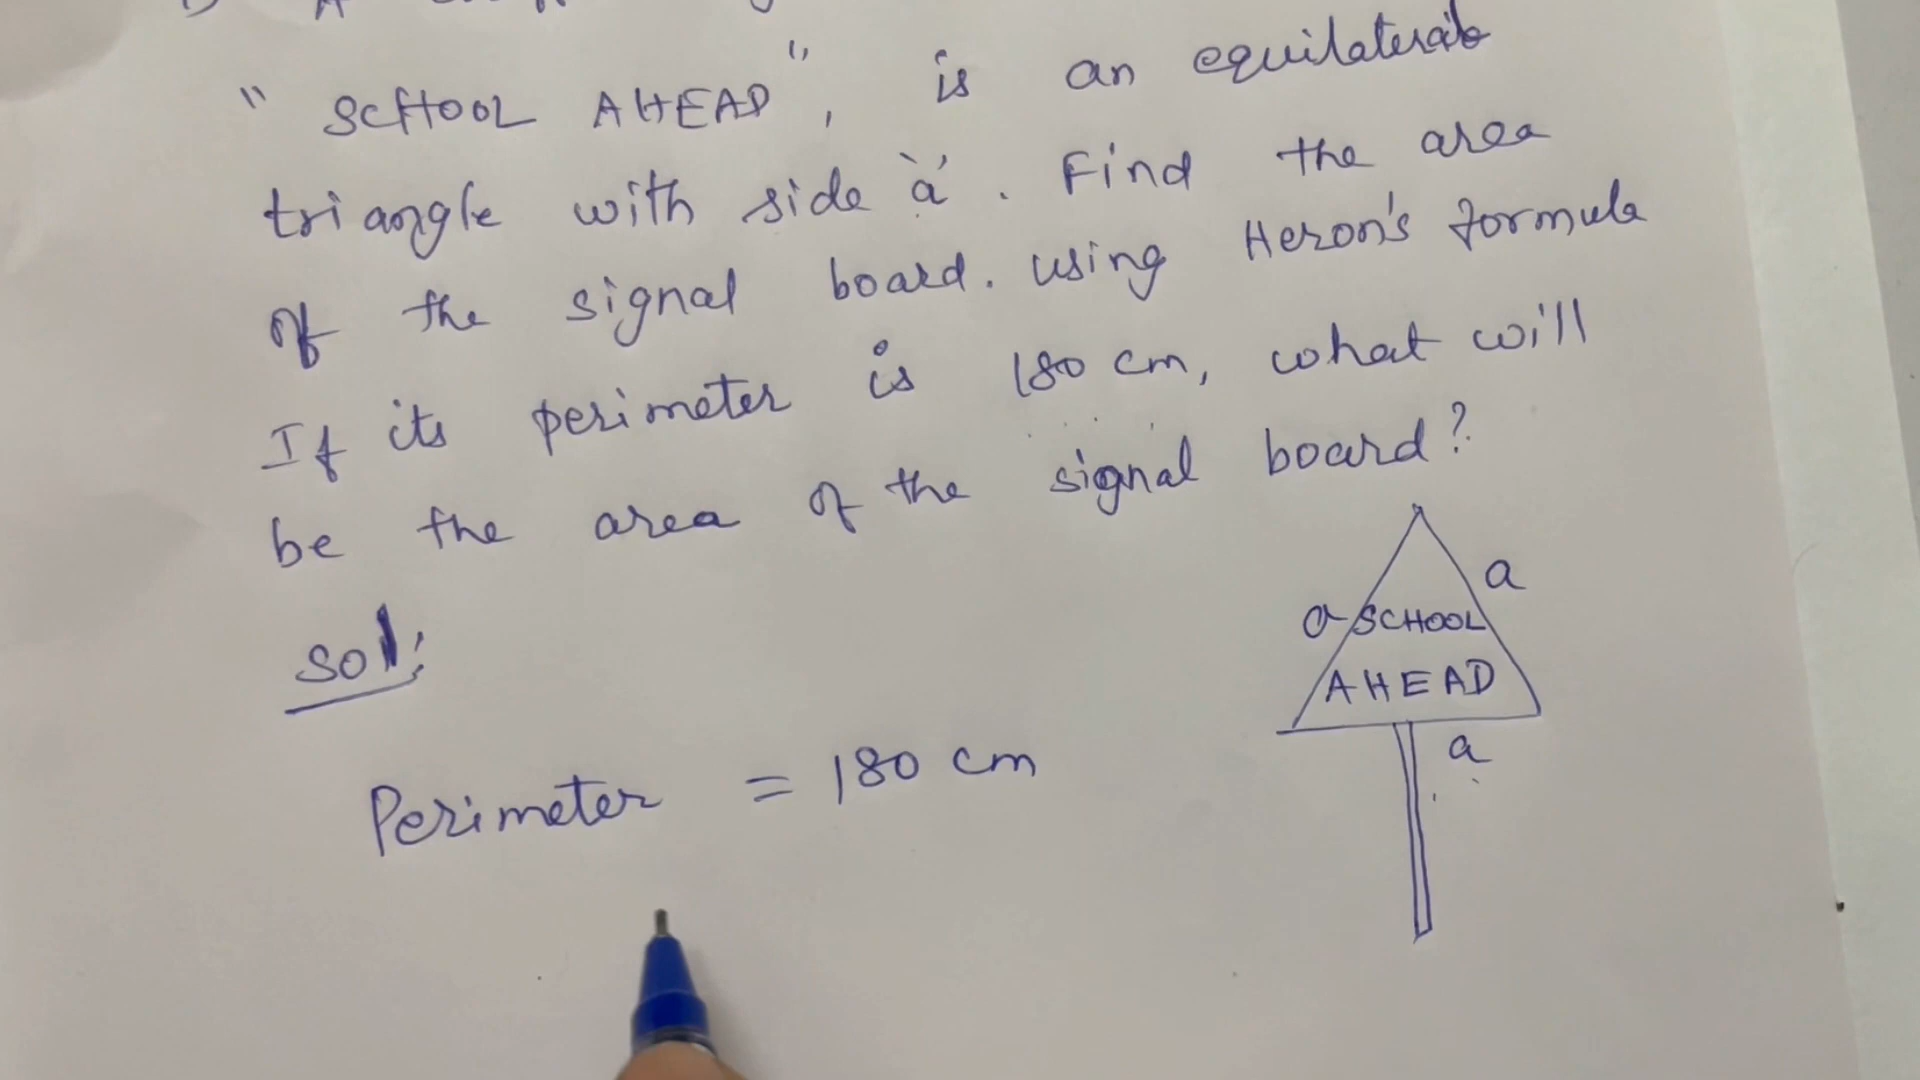 "SCHOOL AHEAD", is an equilateral
triangle with side 'a'. Find the area
of the signal board. using Heron's formula
If its perimeter is 180 cm, what will
be the area of the signal board?
Sol:
a
a SCHOOL
AHEAD
a
Perimeter = 180 cm